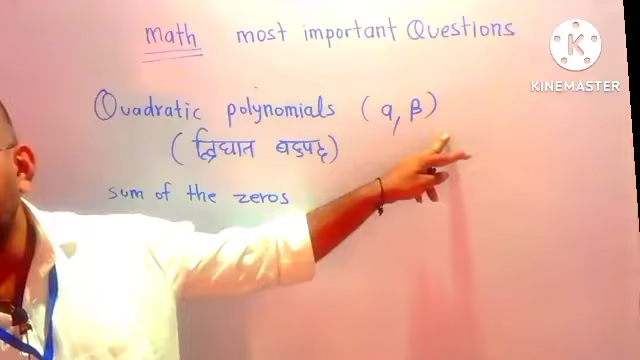 Math most important Questions
KINEMASTER
Quadratic polynomials (α, β)
(द्विघात बहुपद)
sum of the zeros